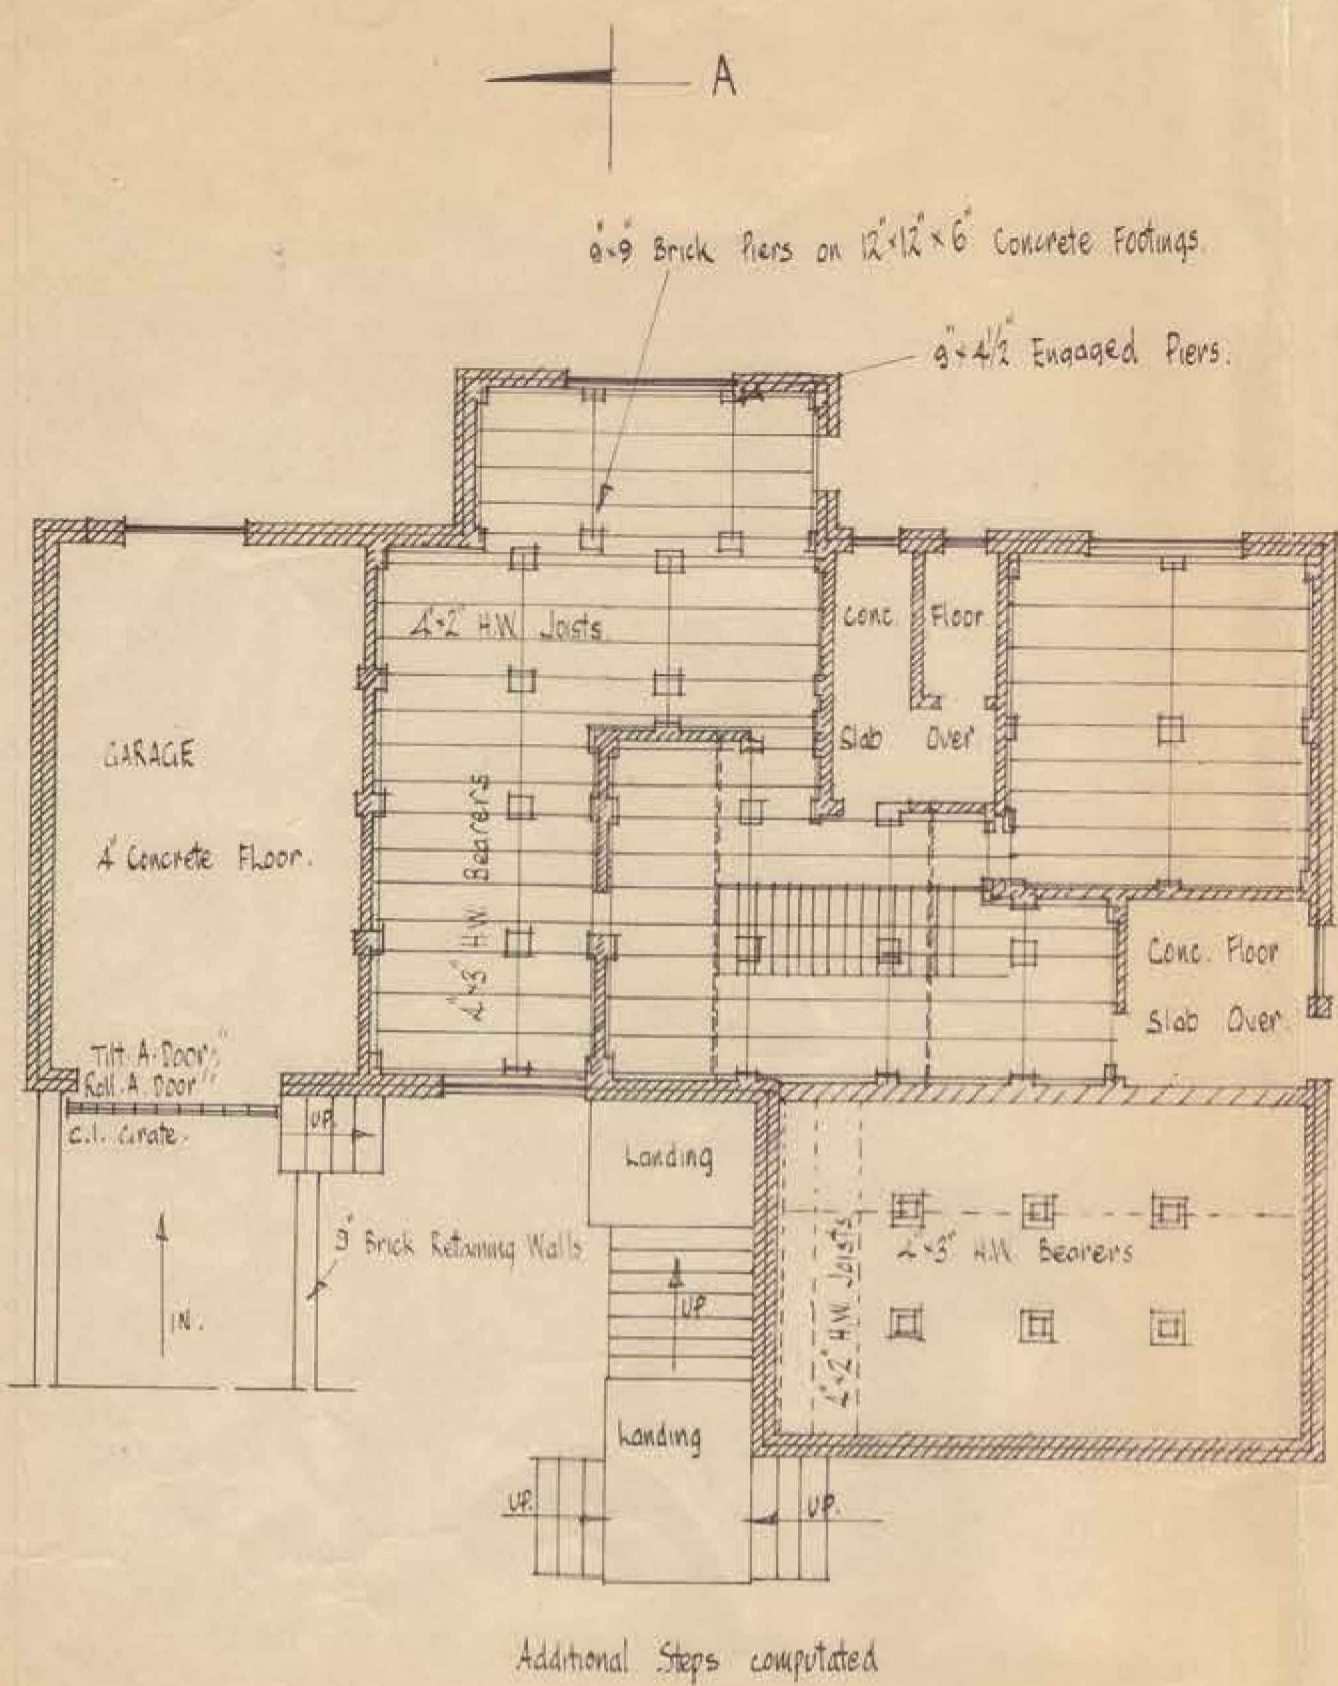 A
9"×9" Brick Piers on 12"×12"×6" Concrete Footings.
9"×4½" Engaged Piers.
4"×2" H.W. Joists.
Conc. Floor
Slab Over
GARAGE
4" Concrete Floor.
4"×3" H.W. Bearers
Conc. Floor
Slab Over.
Tilt. A. Door
Roll. A. Door
C.I. Grate.
UP.
Landing
9" Brick Retaining Walls
IN.
UP
4"×2" H.W. Joists
4"×3" H.W. Bearers
Landing
UP.
UP.
Additional Steps computated